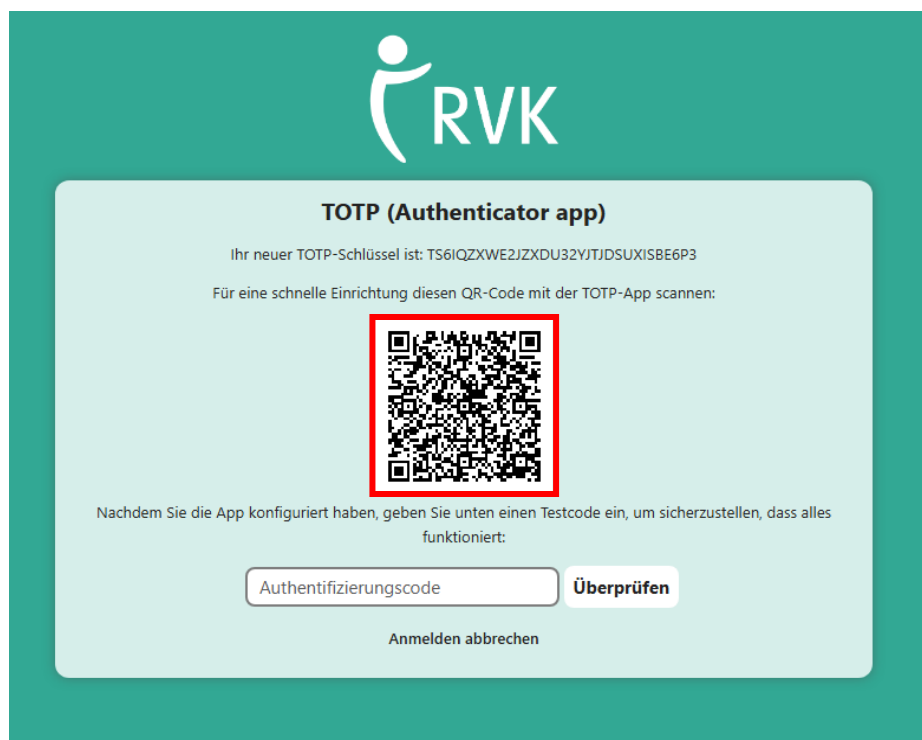 RVK
TOTP (Authenticator app)
Ihr neuer TOTP-Schlüssel ist: TS6IQZXWE2JZXDU32YJTJDSUXISBE6P3
Für eine schnelle Einrichtung diesen QR-Code mit der TOTP-App scannen:
Nachdem Sie die App konfiguriert haben, geben Sie unten einen Testcode ein, um sicherzustellen, dass alles
funktioniert:
Authentifizierungscode
Überprüfen
Anmelden abbrechen